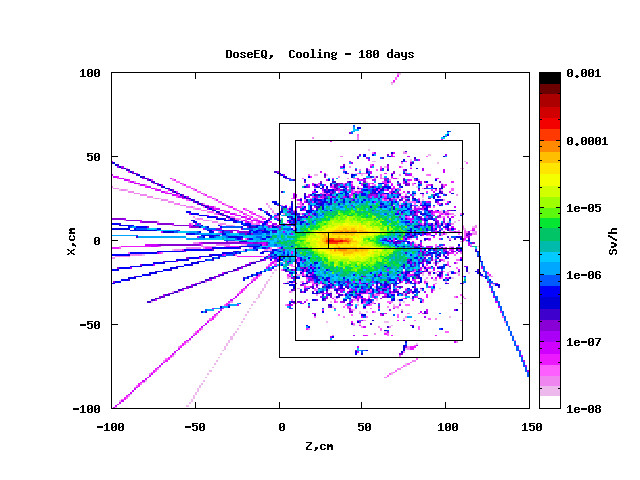 DoseEQ,  Cooling - 180 days
100
50
0
-50
-100
X,cm
-100
-50
0
50
100
150
Z,cm
0.001
0.0001
1e-05
1e-06
1e-07
1e-08
Sv/h